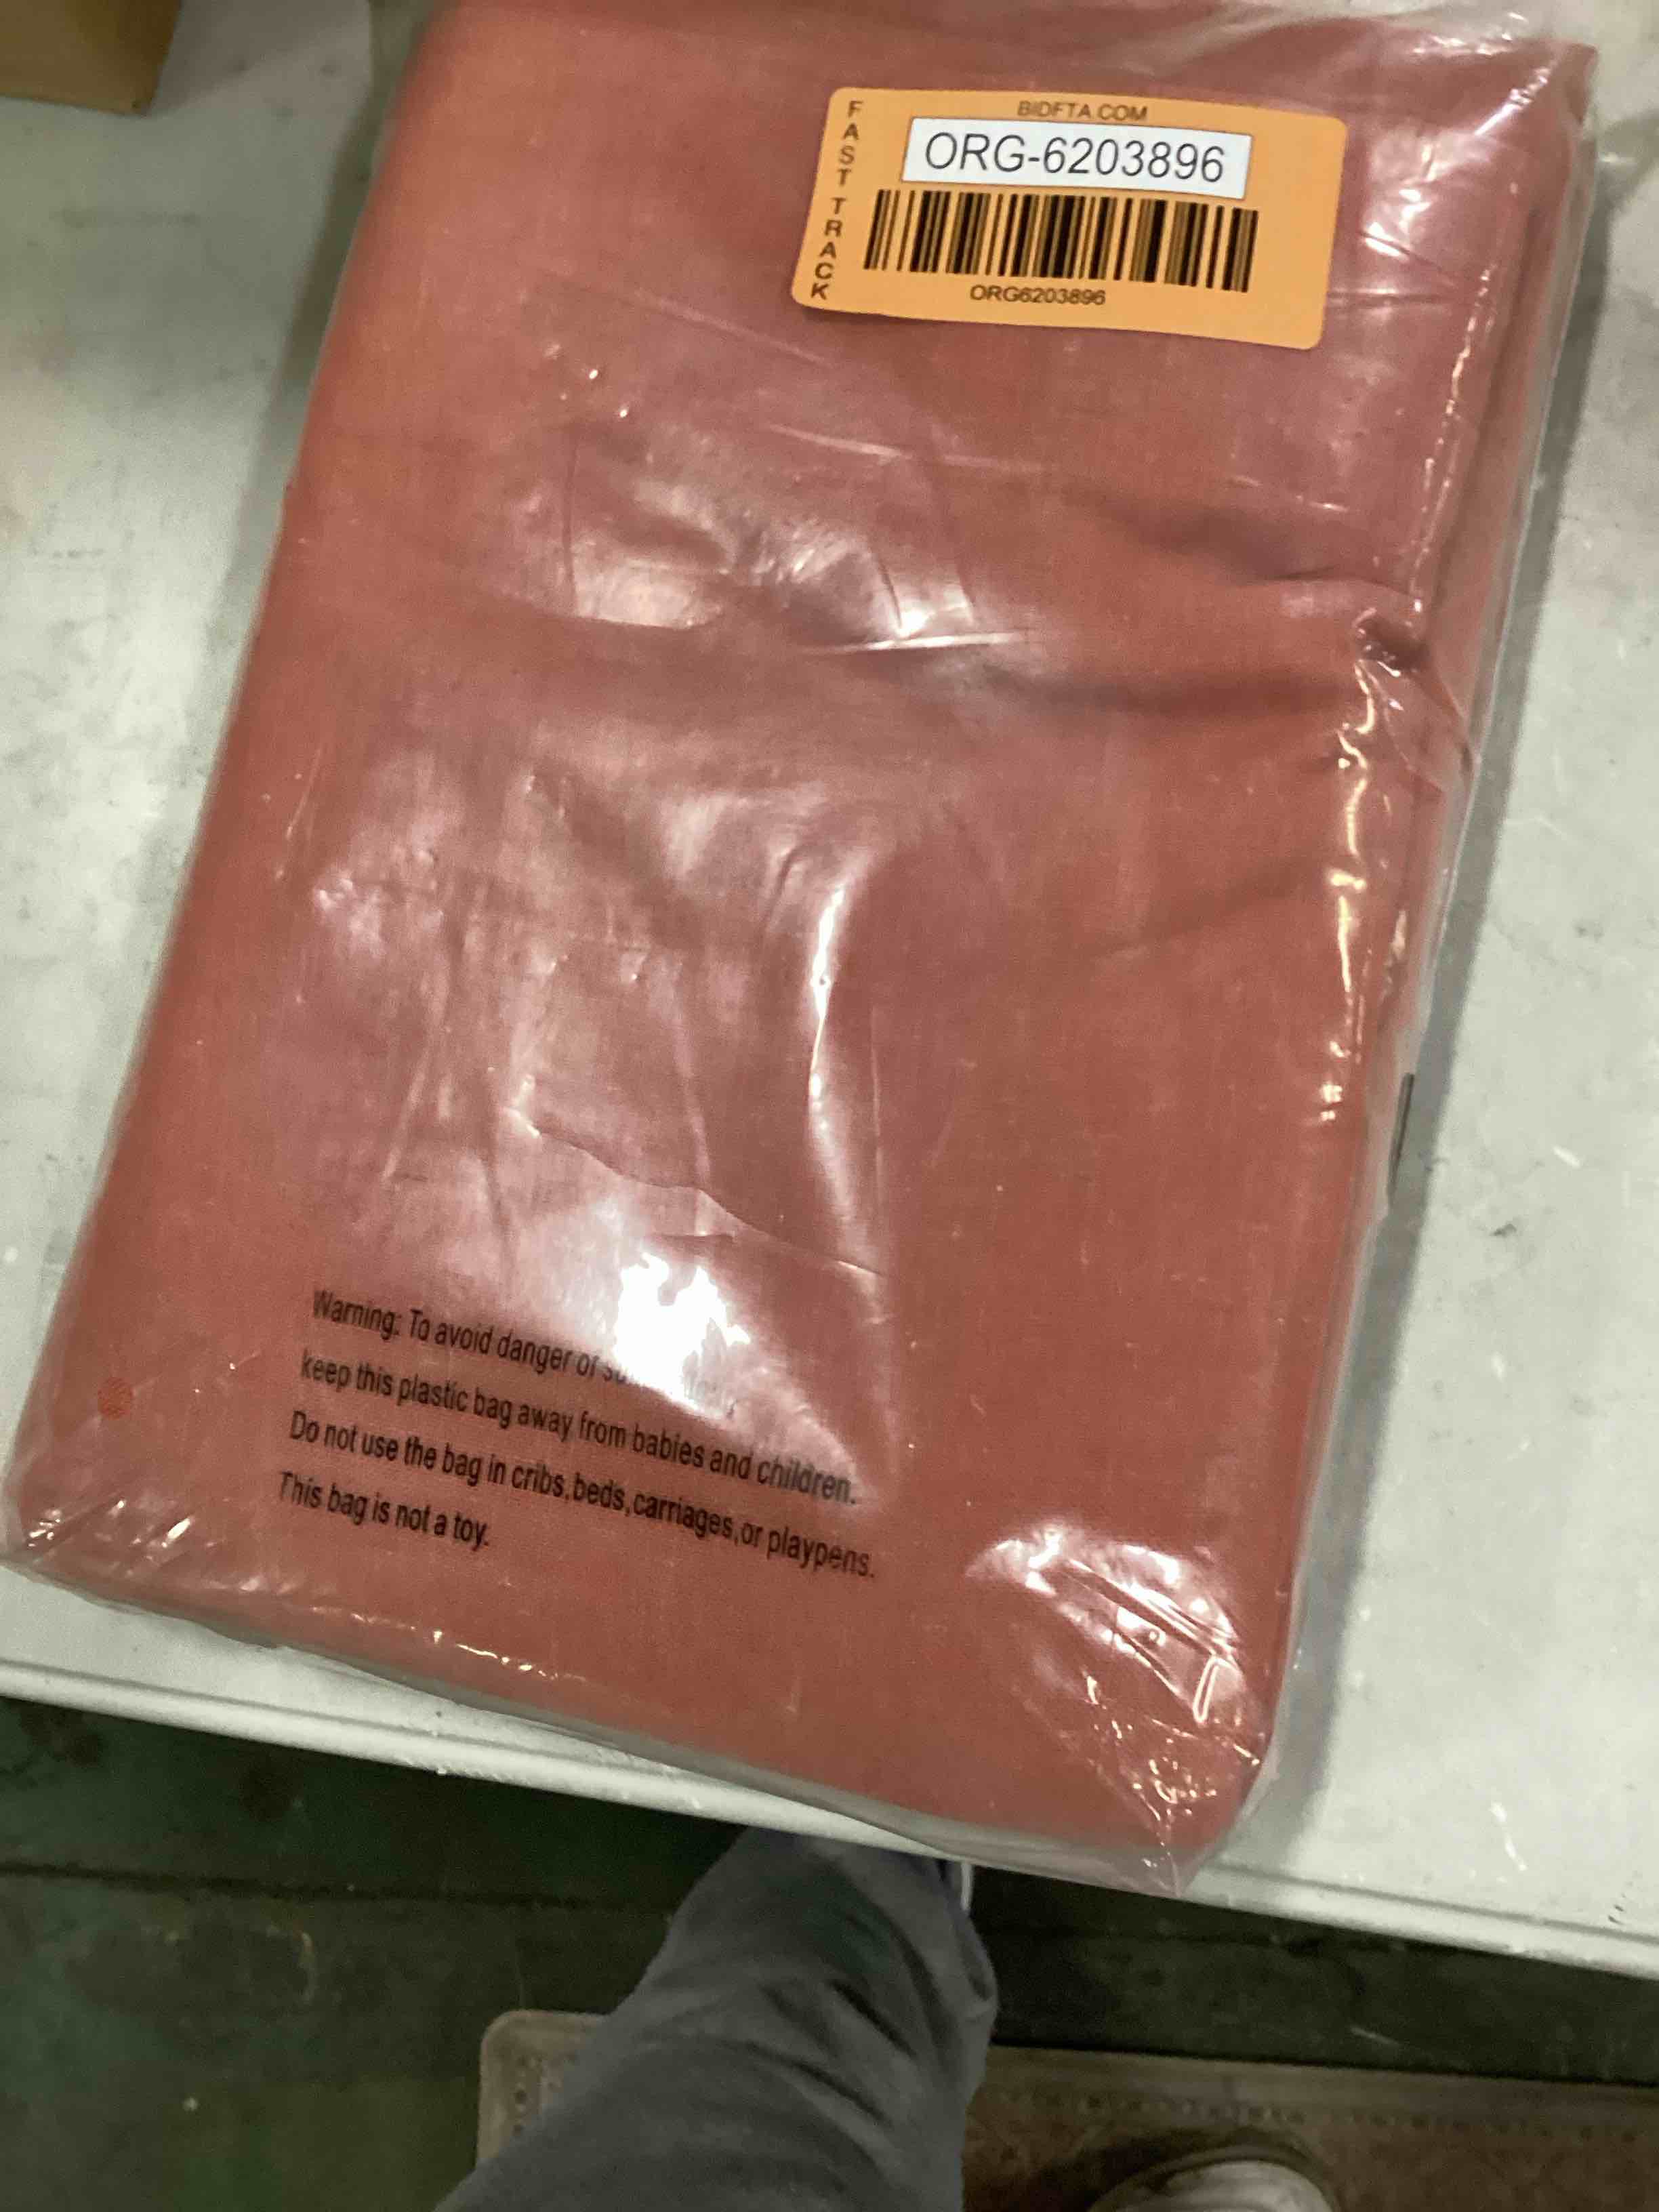 BIDFTA.COM
FAST TRACK
ORG-6203896
ORG6203896
Warning: To avoid danger of
keep this plastic bag away from babies and children.
Do not use the bag in cribs,beds,carriages,or playpens.
This bag is not a toy.